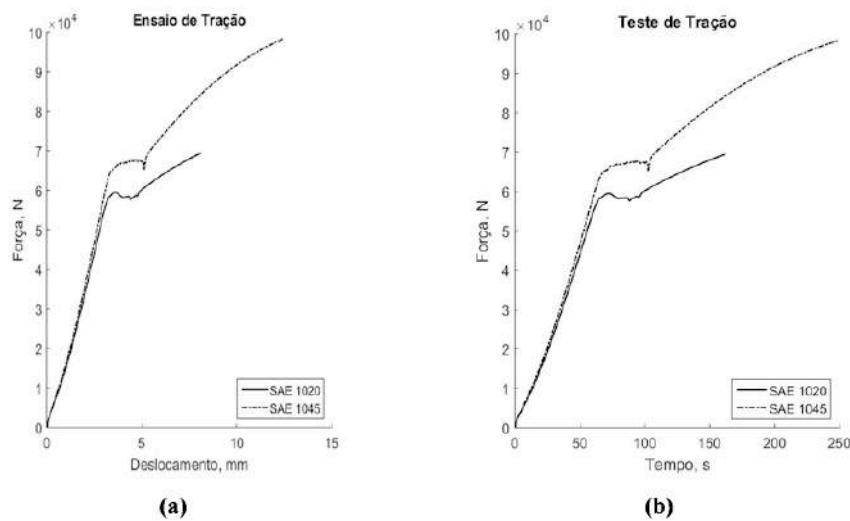 Ensaio de Tração
×10⁴
10
9
8
7
6
5
4
3
2
1
0
Força, N
0 5 10 15
Deslocamento, mm
SAE 1020
SAE 1045
(a)
Teste de Tração
×10⁴
10
9
8
7
6
5
4
3
2
1
0
Força, N
0 50 100 150 200 250
Tempo, s
SAE 1020
SAE 1045
(b)